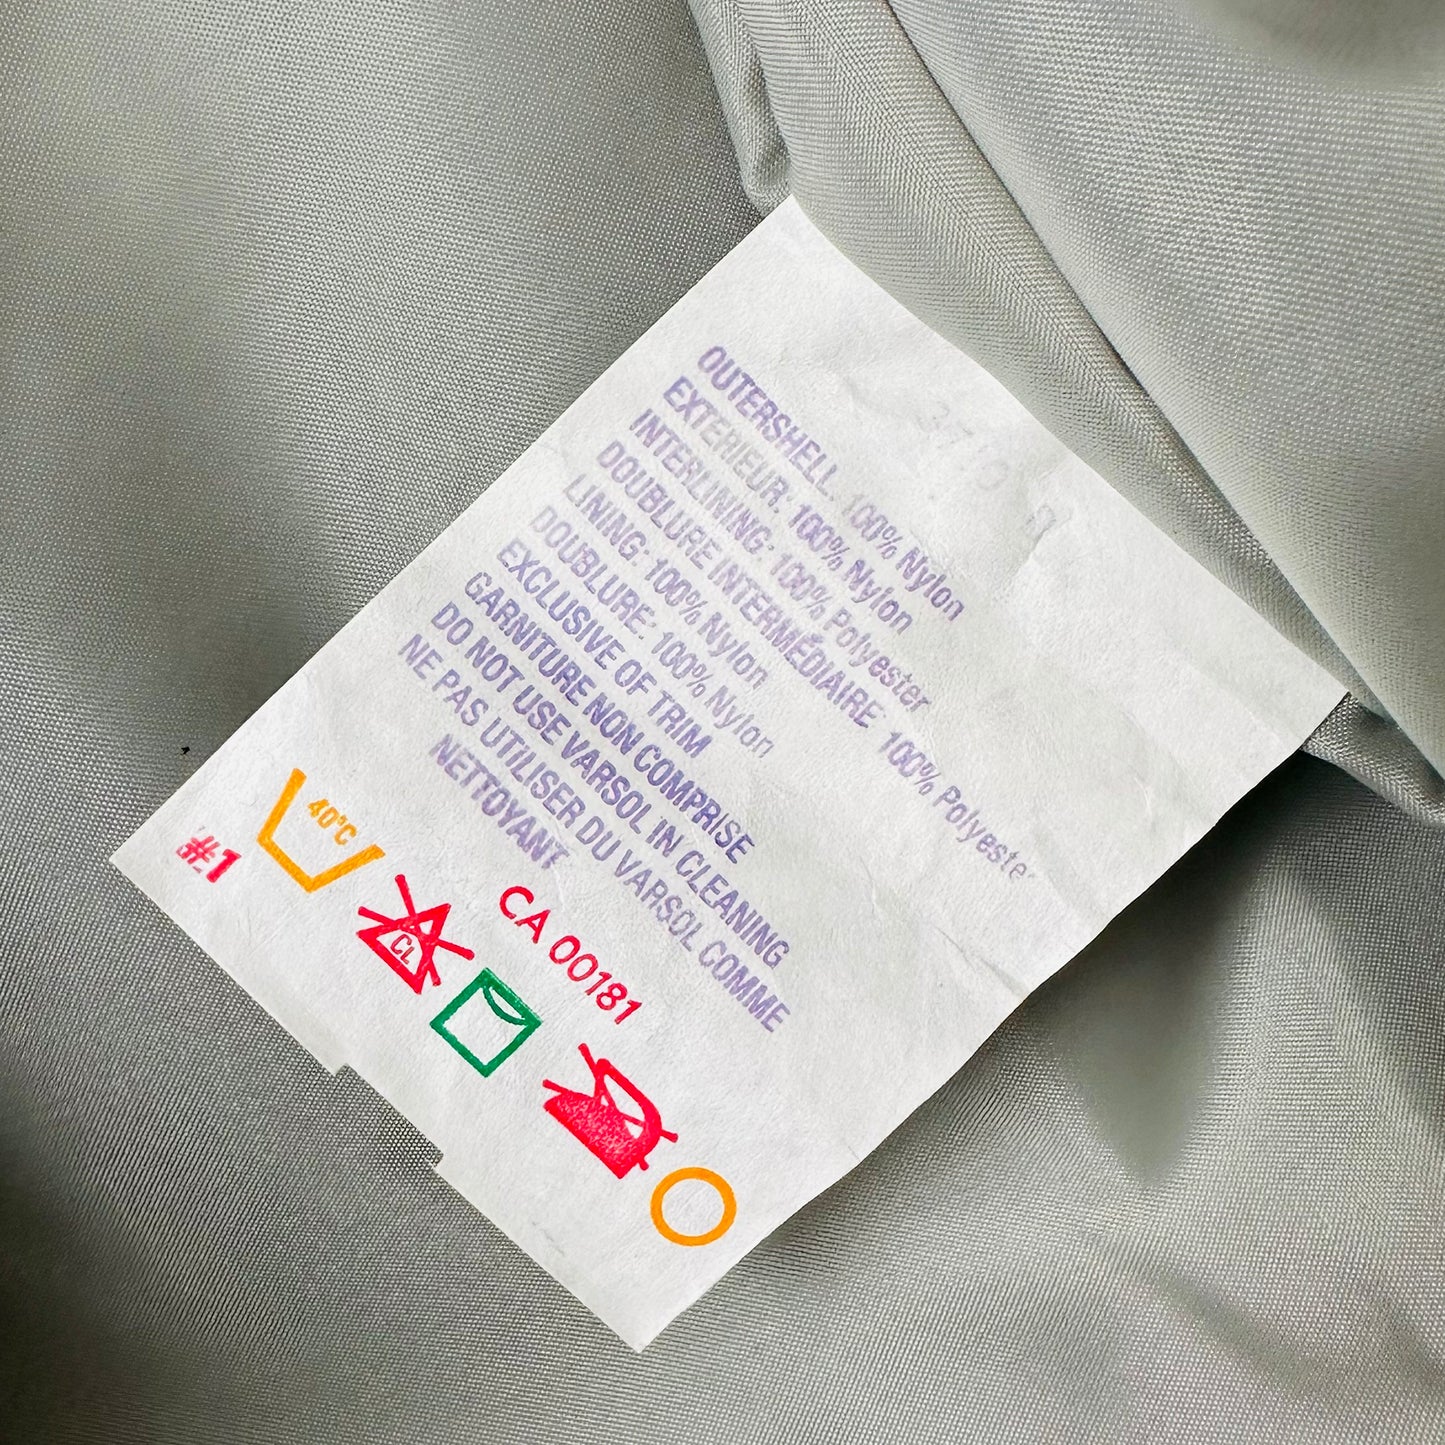 OUTERSHELL: 100% Nylon
EXTERIEUR: 100% Nylon
INTERLINING: 100% Polyester
DOUBLURE INTERMÉDIAIRE: 100% Polyester
LINING: 100% Nylon
DOUBLURE: 100% Nylon
EXCLUSIVE OF TRIM
GARNITURE NON COMPRISE
DO NOT USE VARSOL IN CLEANING
NE PAS UTILISER DU VARSOL COMME
NETTOYANT
CA 00181
40°C
CL
#1